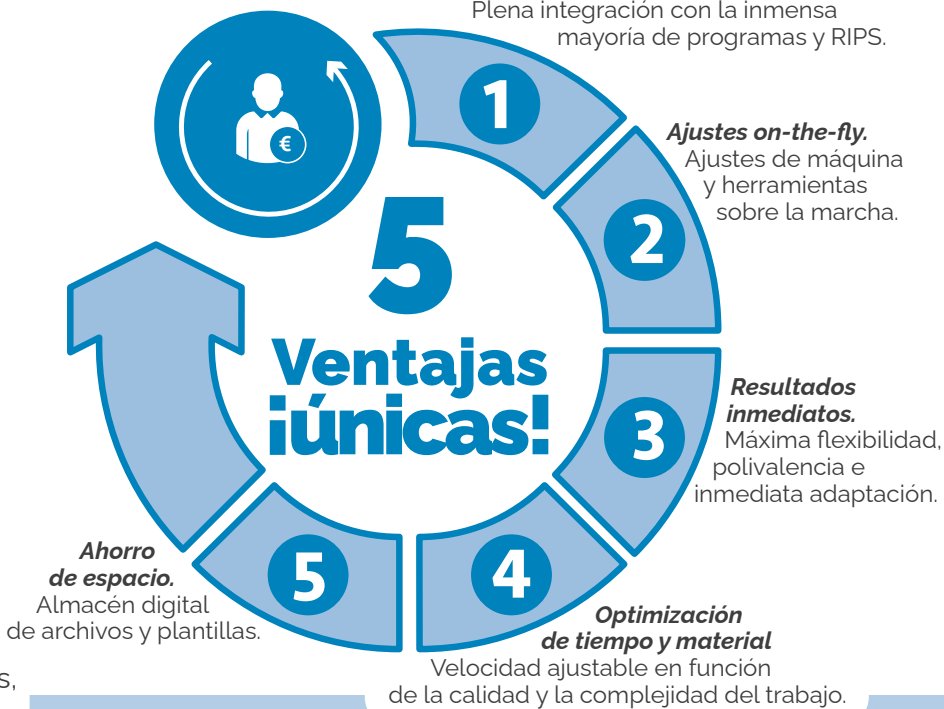 Plena integración con la inmensa
mayoría de programas y RIPS.
1
Ajustes on-the-fly.
Ajustes de máquina
y herramientas
sobre la marcha.
2
€
5
Ventajas
¡únicas!
Resultados
inmediatos.
Máxima flexibilidad,
polivalencia e
inmediata adaptación.
3
4
Optimización
de tiempo y material
Velocidad ajustable en función
de la calidad y la complejidad del trabajo.
5
Ahorro
de espacio.
Almacén digital
de archivos y plantillas.